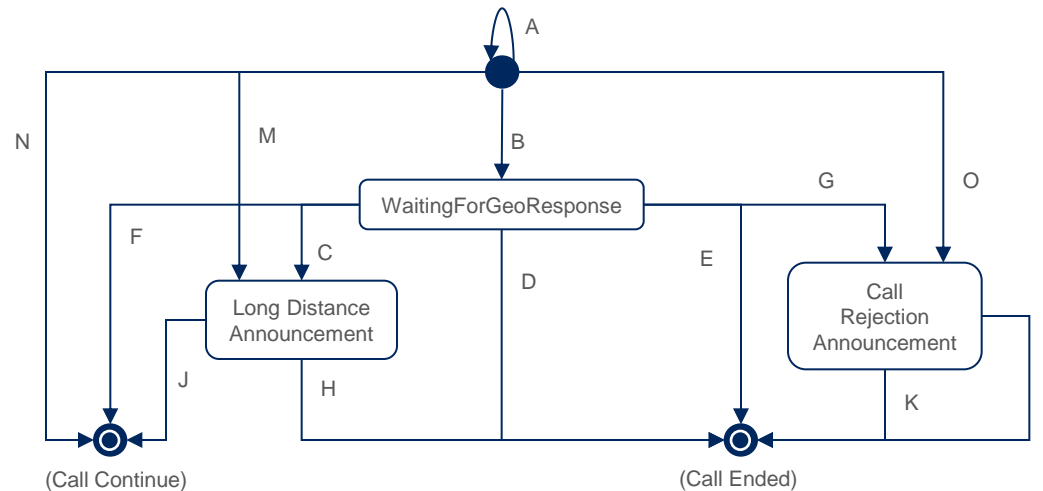 A
N
M
B
G
O
WaitingForGeoResponse
F
C
D
E
Long Distance
Announcement
Call
Rejection
Announcement
J
H
K
(Call Continue)
(Call Ended)